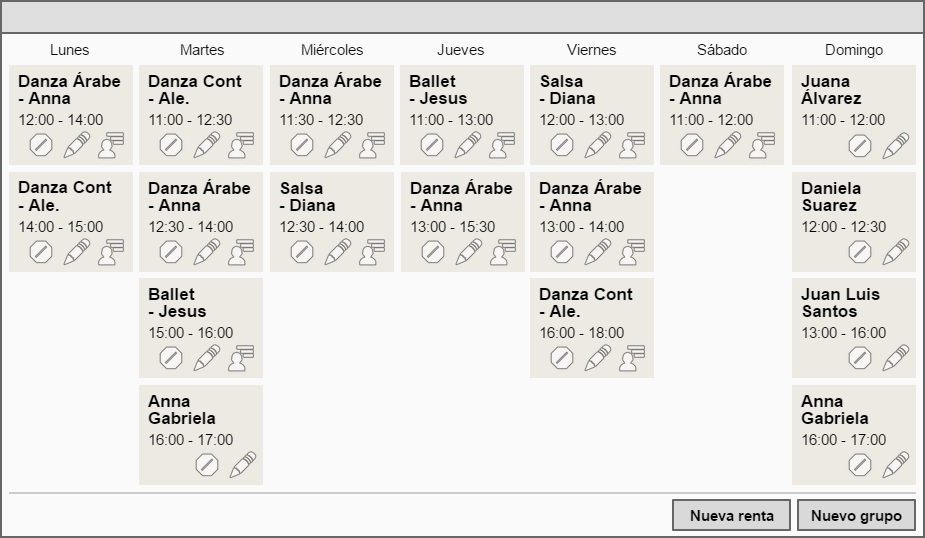 Lunes
Martes
Miércoles
Jueves
Viernes
Sábado
Domingo
Danza Árabe
- Anna
12:00 - 14:00
Danza Cont
- Ale.
11:00 - 12:30
Danza Árabe
- Anna
11:30 - 12:30
Ballet
- Jesus
11:00 - 13:00
Salsa
- Diana
12:00 - 13:00
Danza Árabe
- Anna
11:00 - 12:00
Juana
Álvarez
11:00 - 12:00
Danza Cont
- Ale.
14:00 - 15:00
Danza Árabe
- Anna
12:30 - 14:00
Salsa
- Diana
12:30 - 14:00
Danza Árabe
- Anna
13:00 - 15:30
Danza Árabe
- Anna
13:00 - 14:00
Daniela
Suarez
12:00 - 12:30
Ballet
- Jesus
15:00 - 16:00
Danza Cont
- Ale.
16:00 - 18:00
Juan Luis
Santos
13:00 - 16:00
Anna
Gabriela
16:00 - 17:00
Anna
Gabriela
16:00 - 17:00
Nueva renta
Nuevo grupo